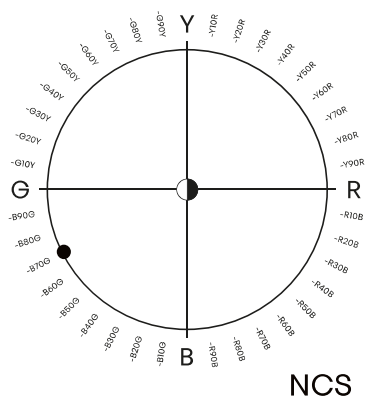 Y
-Y10R
-Y20R
-Y30R
-Y40R
-Y50R
-Y60R
-Y70R
-Y80R
-Y90R
R
-R10B
-R20B
-R30B
-R40B
-R50B
-R60B
-R70B
-R80B
-R90B
B
-B10G
-B20G
-B30G
-B40G
-B50G
-B60G
-B70G
-B80G
-B90G
G
-G10Y
-G20Y
-G30Y
-G40Y
-G50Y
-G60Y
-G70Y
-G80Y
-G90Y
NCS